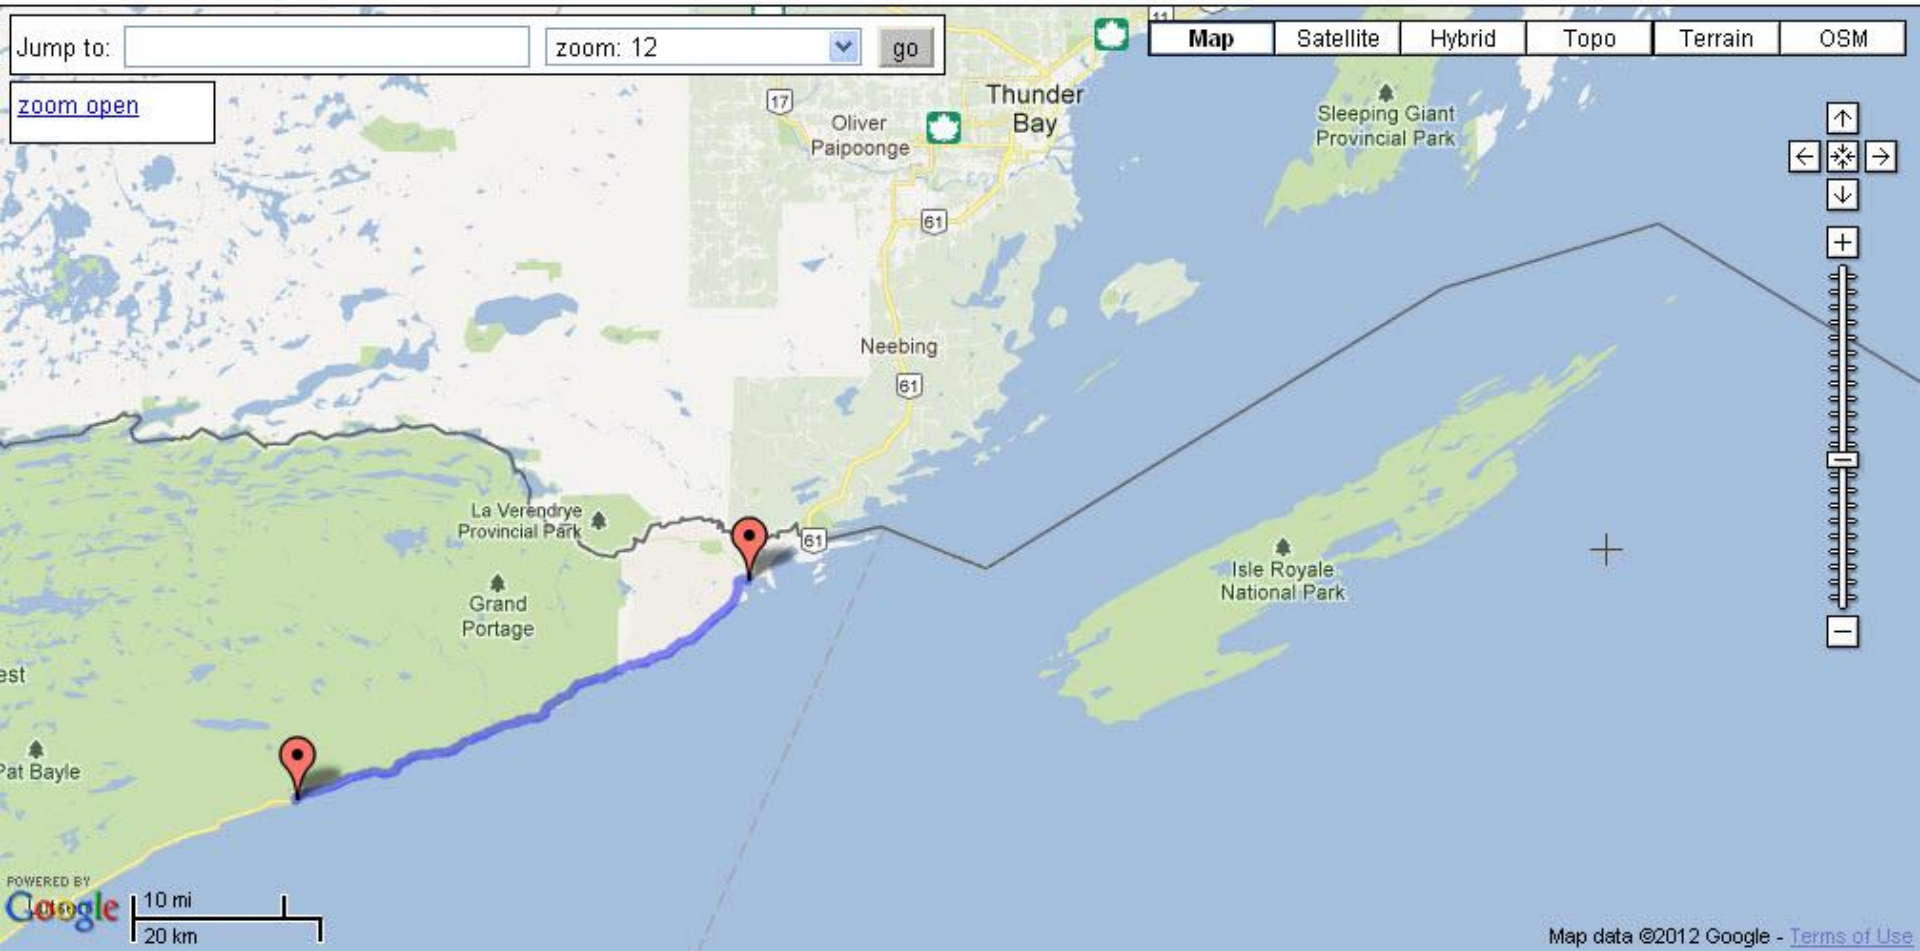 Jump to:
zoom: 12
go
Map
Satellite
Hybrid
Topo
Terrain
OSM
zoom open
11
17
Thunder
Bay
Oliver
Paipoonge
Sleeping Giant
Provincial Park
61
Neebing
61
La Verendrye
Provincial Park
61
Grand
Portage
Isle Royale
National Park
est
Pat Bayle
POWERED BY
Google
10 mi
20 km
Map data ©2012 Google - Terms of Use